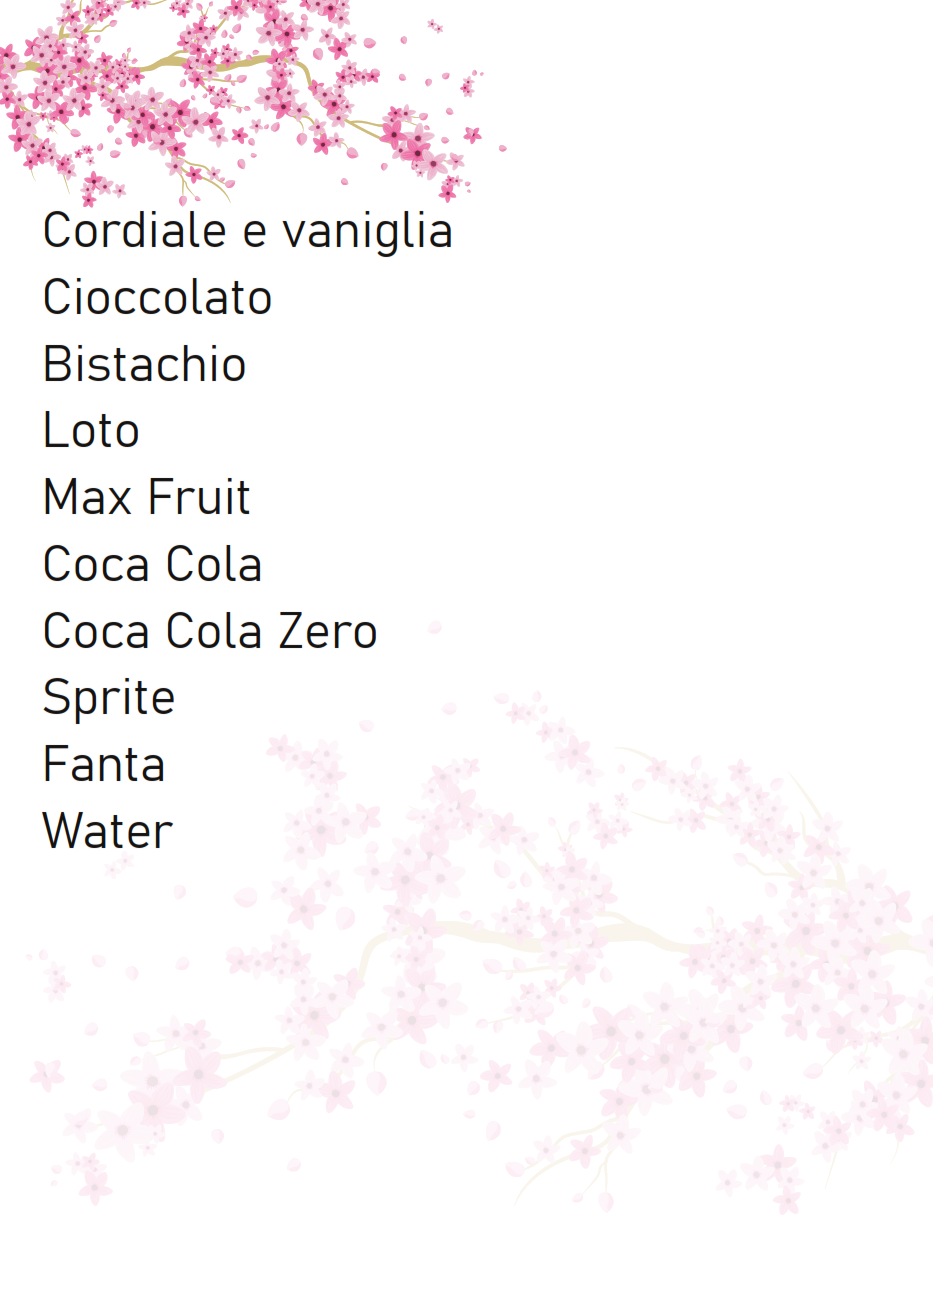 Cordiale e vaniglia
Cioccolato
Bistachio
Loto
Max Fruit
Coca Cola
Coca Cola Zero
Sprite
Fanta
Water